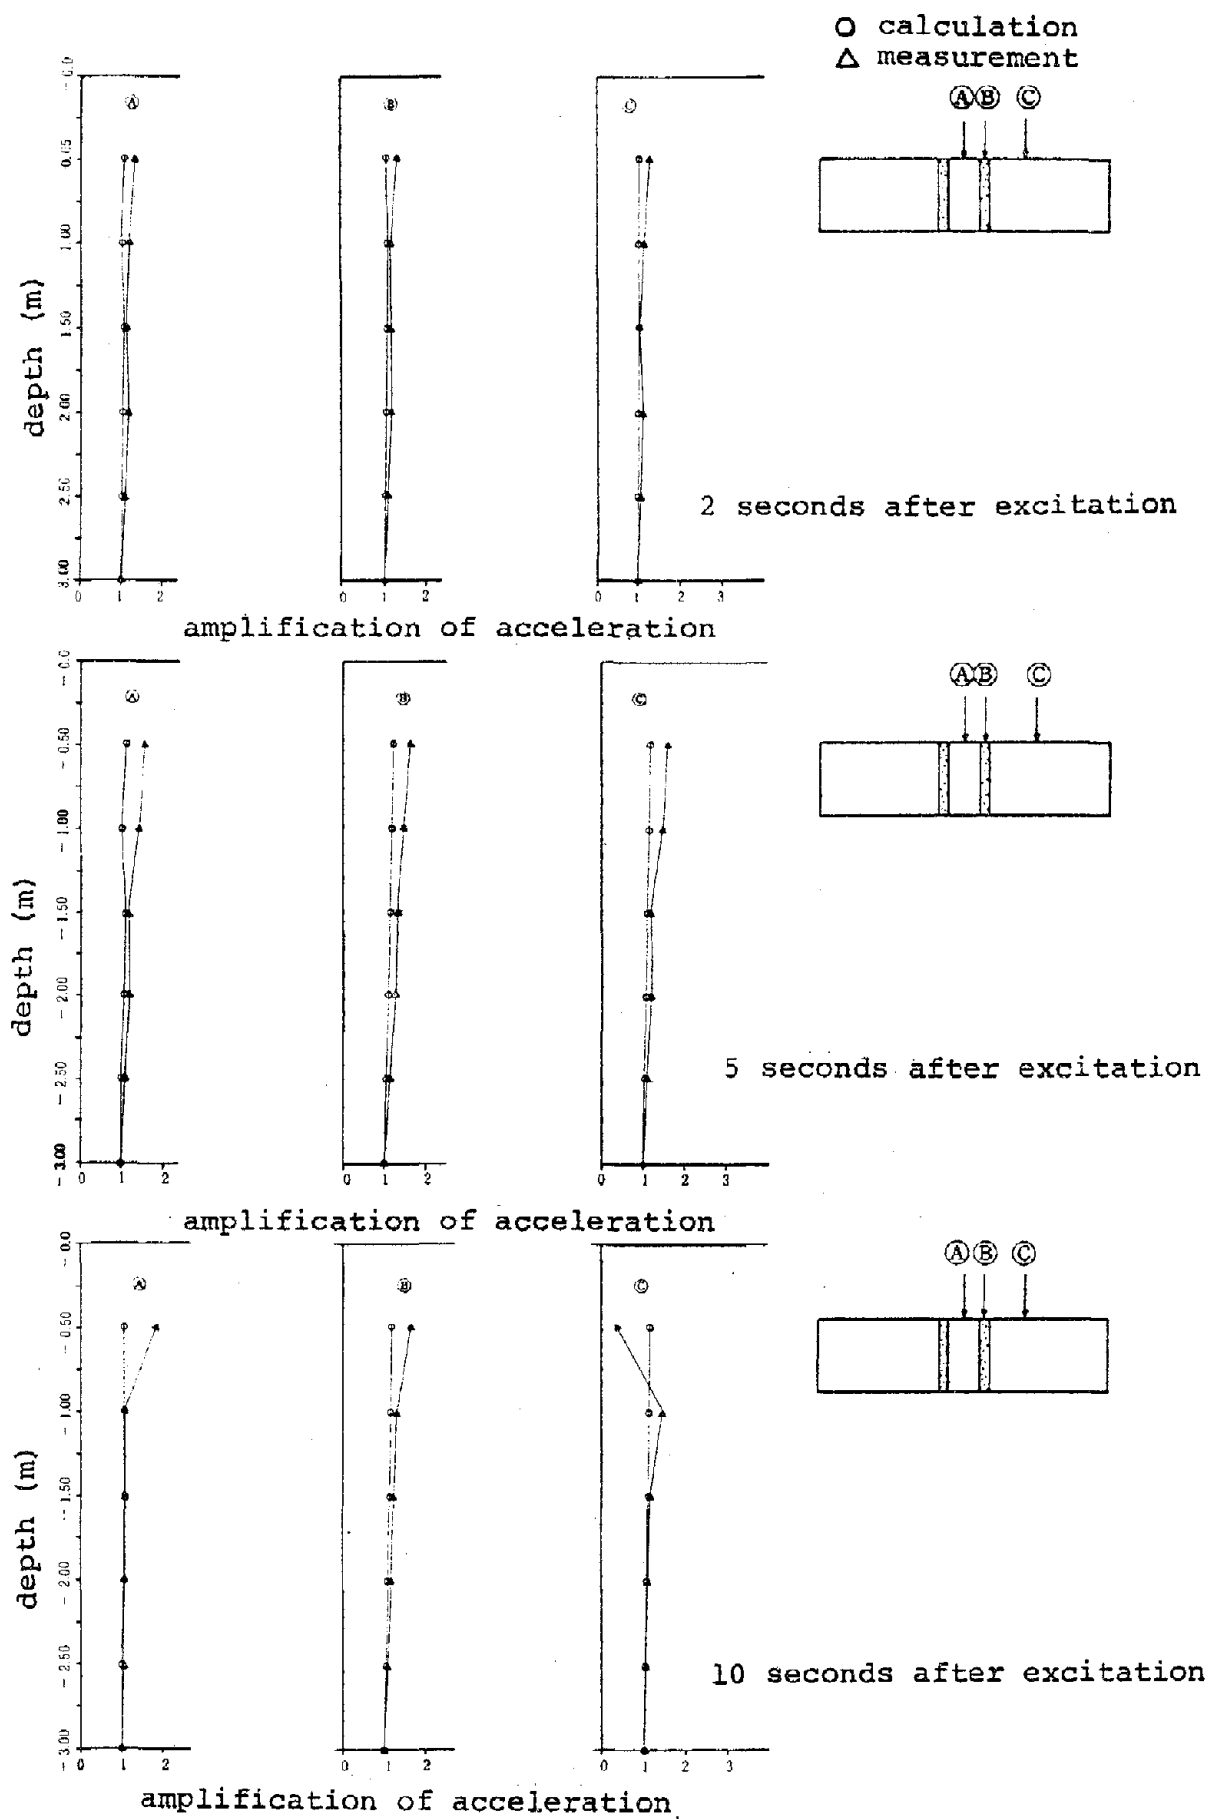 ○ calculation
△ measurement
Ⓐ Ⓑ Ⓒ
Ⓐ Ⓑ Ⓒ
depth (m)
-0.0
0.05
1.00
1.50
2.00
2.50
3.00
0 1 2
0 1 2
0 1 2 3
2 seconds after excitation
amplification of acceleration
Ⓐ Ⓑ Ⓒ
Ⓐ Ⓑ Ⓒ
depth (m)
-0.0
-0.50
-1.00
-1.50
-2.00
-2.50
-3.00
0 1 2
0 1 2
0 1 2 3
5 seconds after excitation
amplification of acceleration
Ⓐ Ⓑ Ⓒ
Ⓐ Ⓑ Ⓒ
depth (m)
-0.0
-0.50
-1.00
-1.50
-2.00
-2.50
-3.00
0 1 2
0 1 2
0 1 2 3
10 seconds after excitation
amplification of acceleration